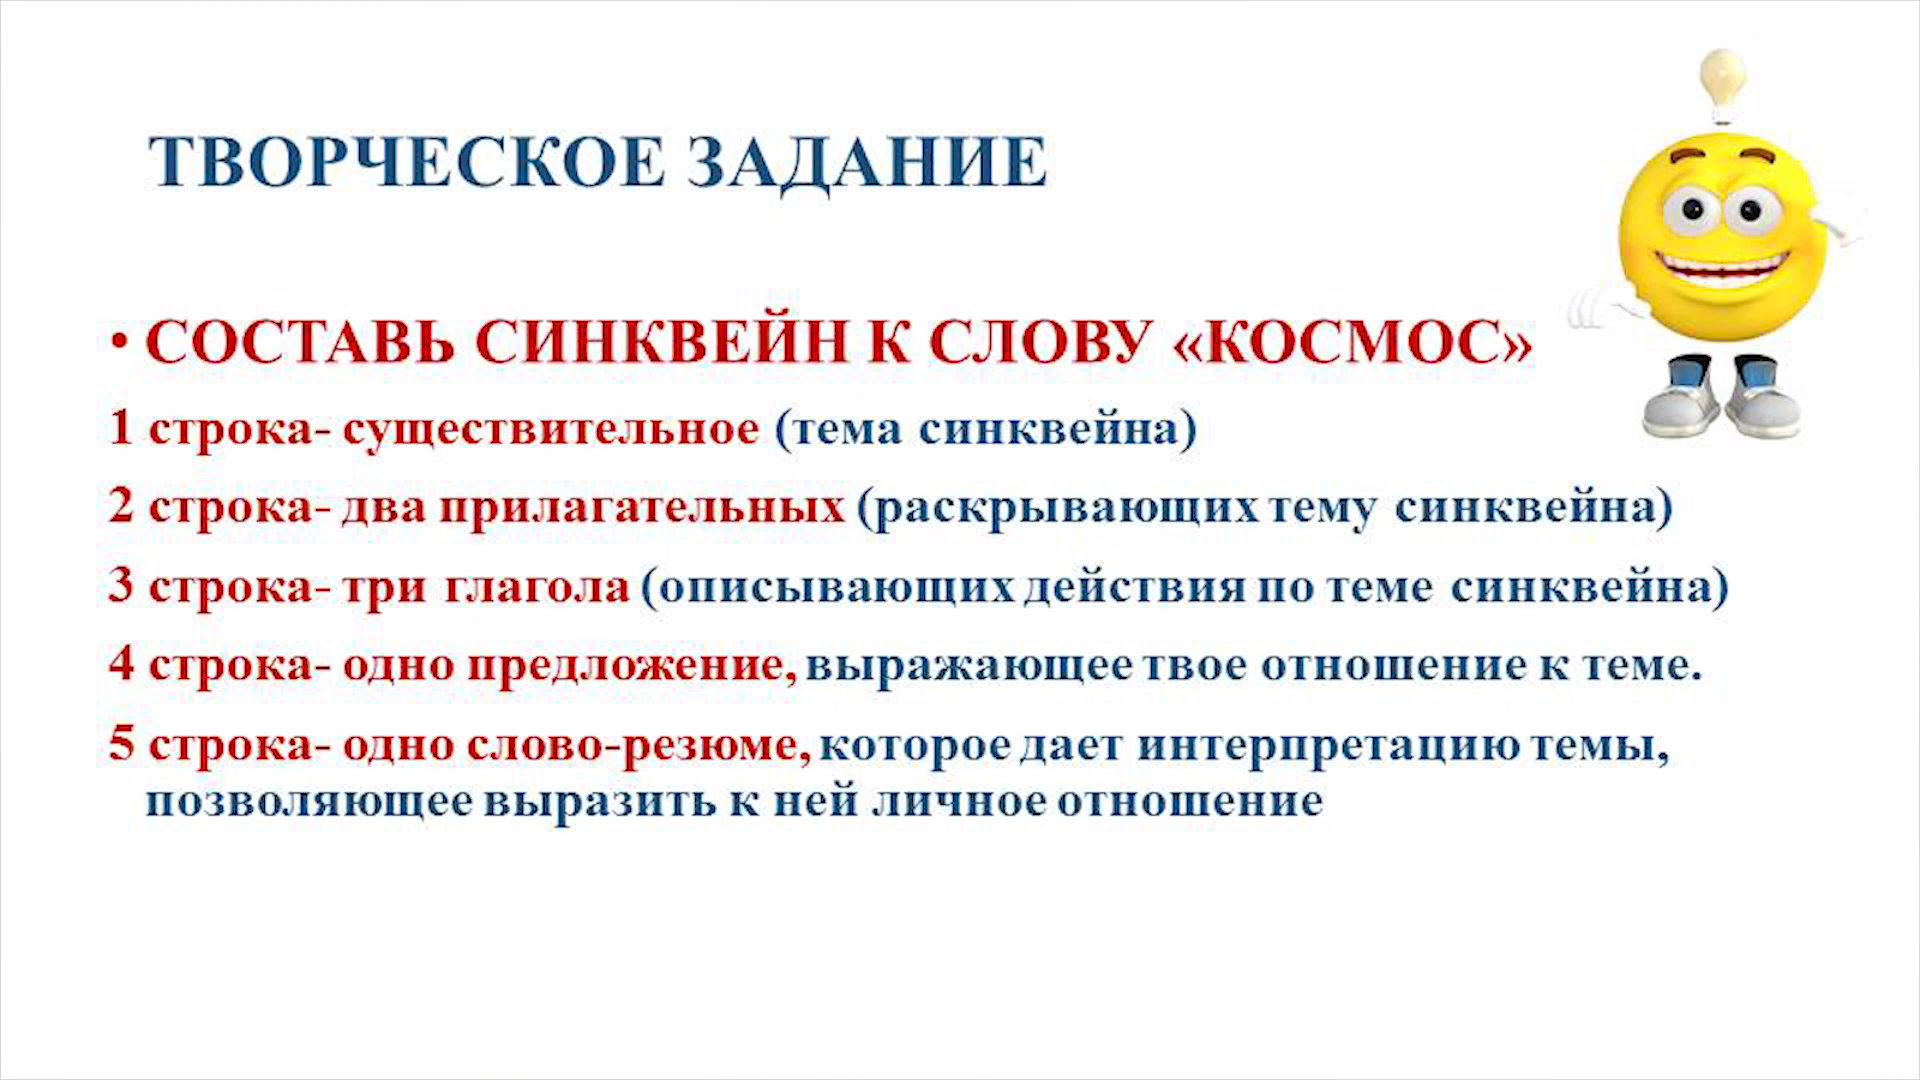 ТВОРЧЕСКОЕ ЗАДАНИЕ
• СОСТАВЬ СИНКВЕЙН К СЛОВУ «КОСМОС»
1 строка- существительное (тема синквейна)
2 строка- два прилагательных (раскрывающих тему синквейна)
3 строка- три глагола (описывающих действия по теме синквейна)
4 строка- одно предложение, выражающее твое отношение к теме.
5 строка- одно слово-резюме, которое дает интерпретацию темы,
позволяющее выразить к ней личное отношение